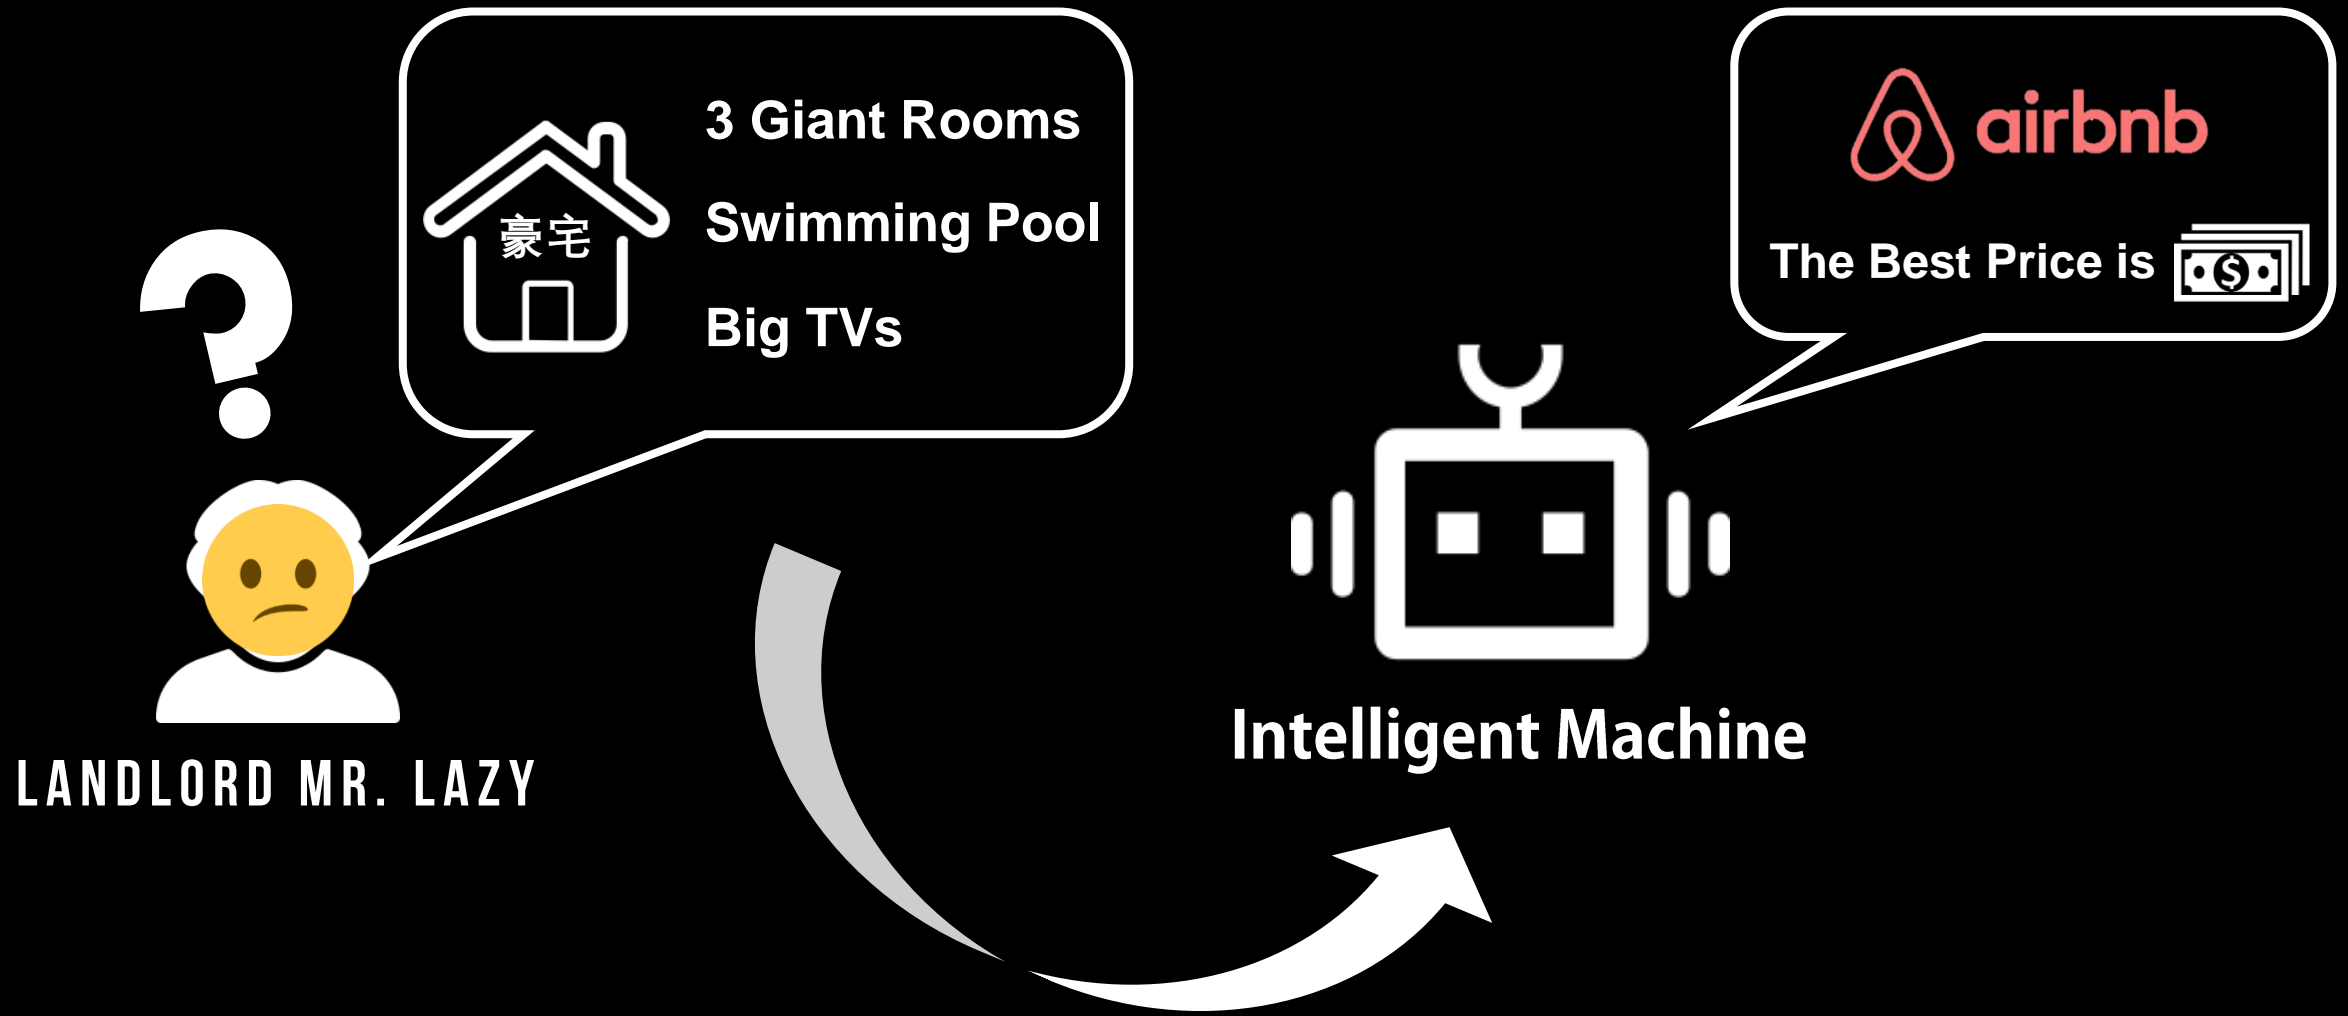 3 Giant Rooms
Swimming Pool
Big TVs
豪宅
?
LANDLORD MR. LAZY
airbnb
The Best Price is
$
Intelligent Machine